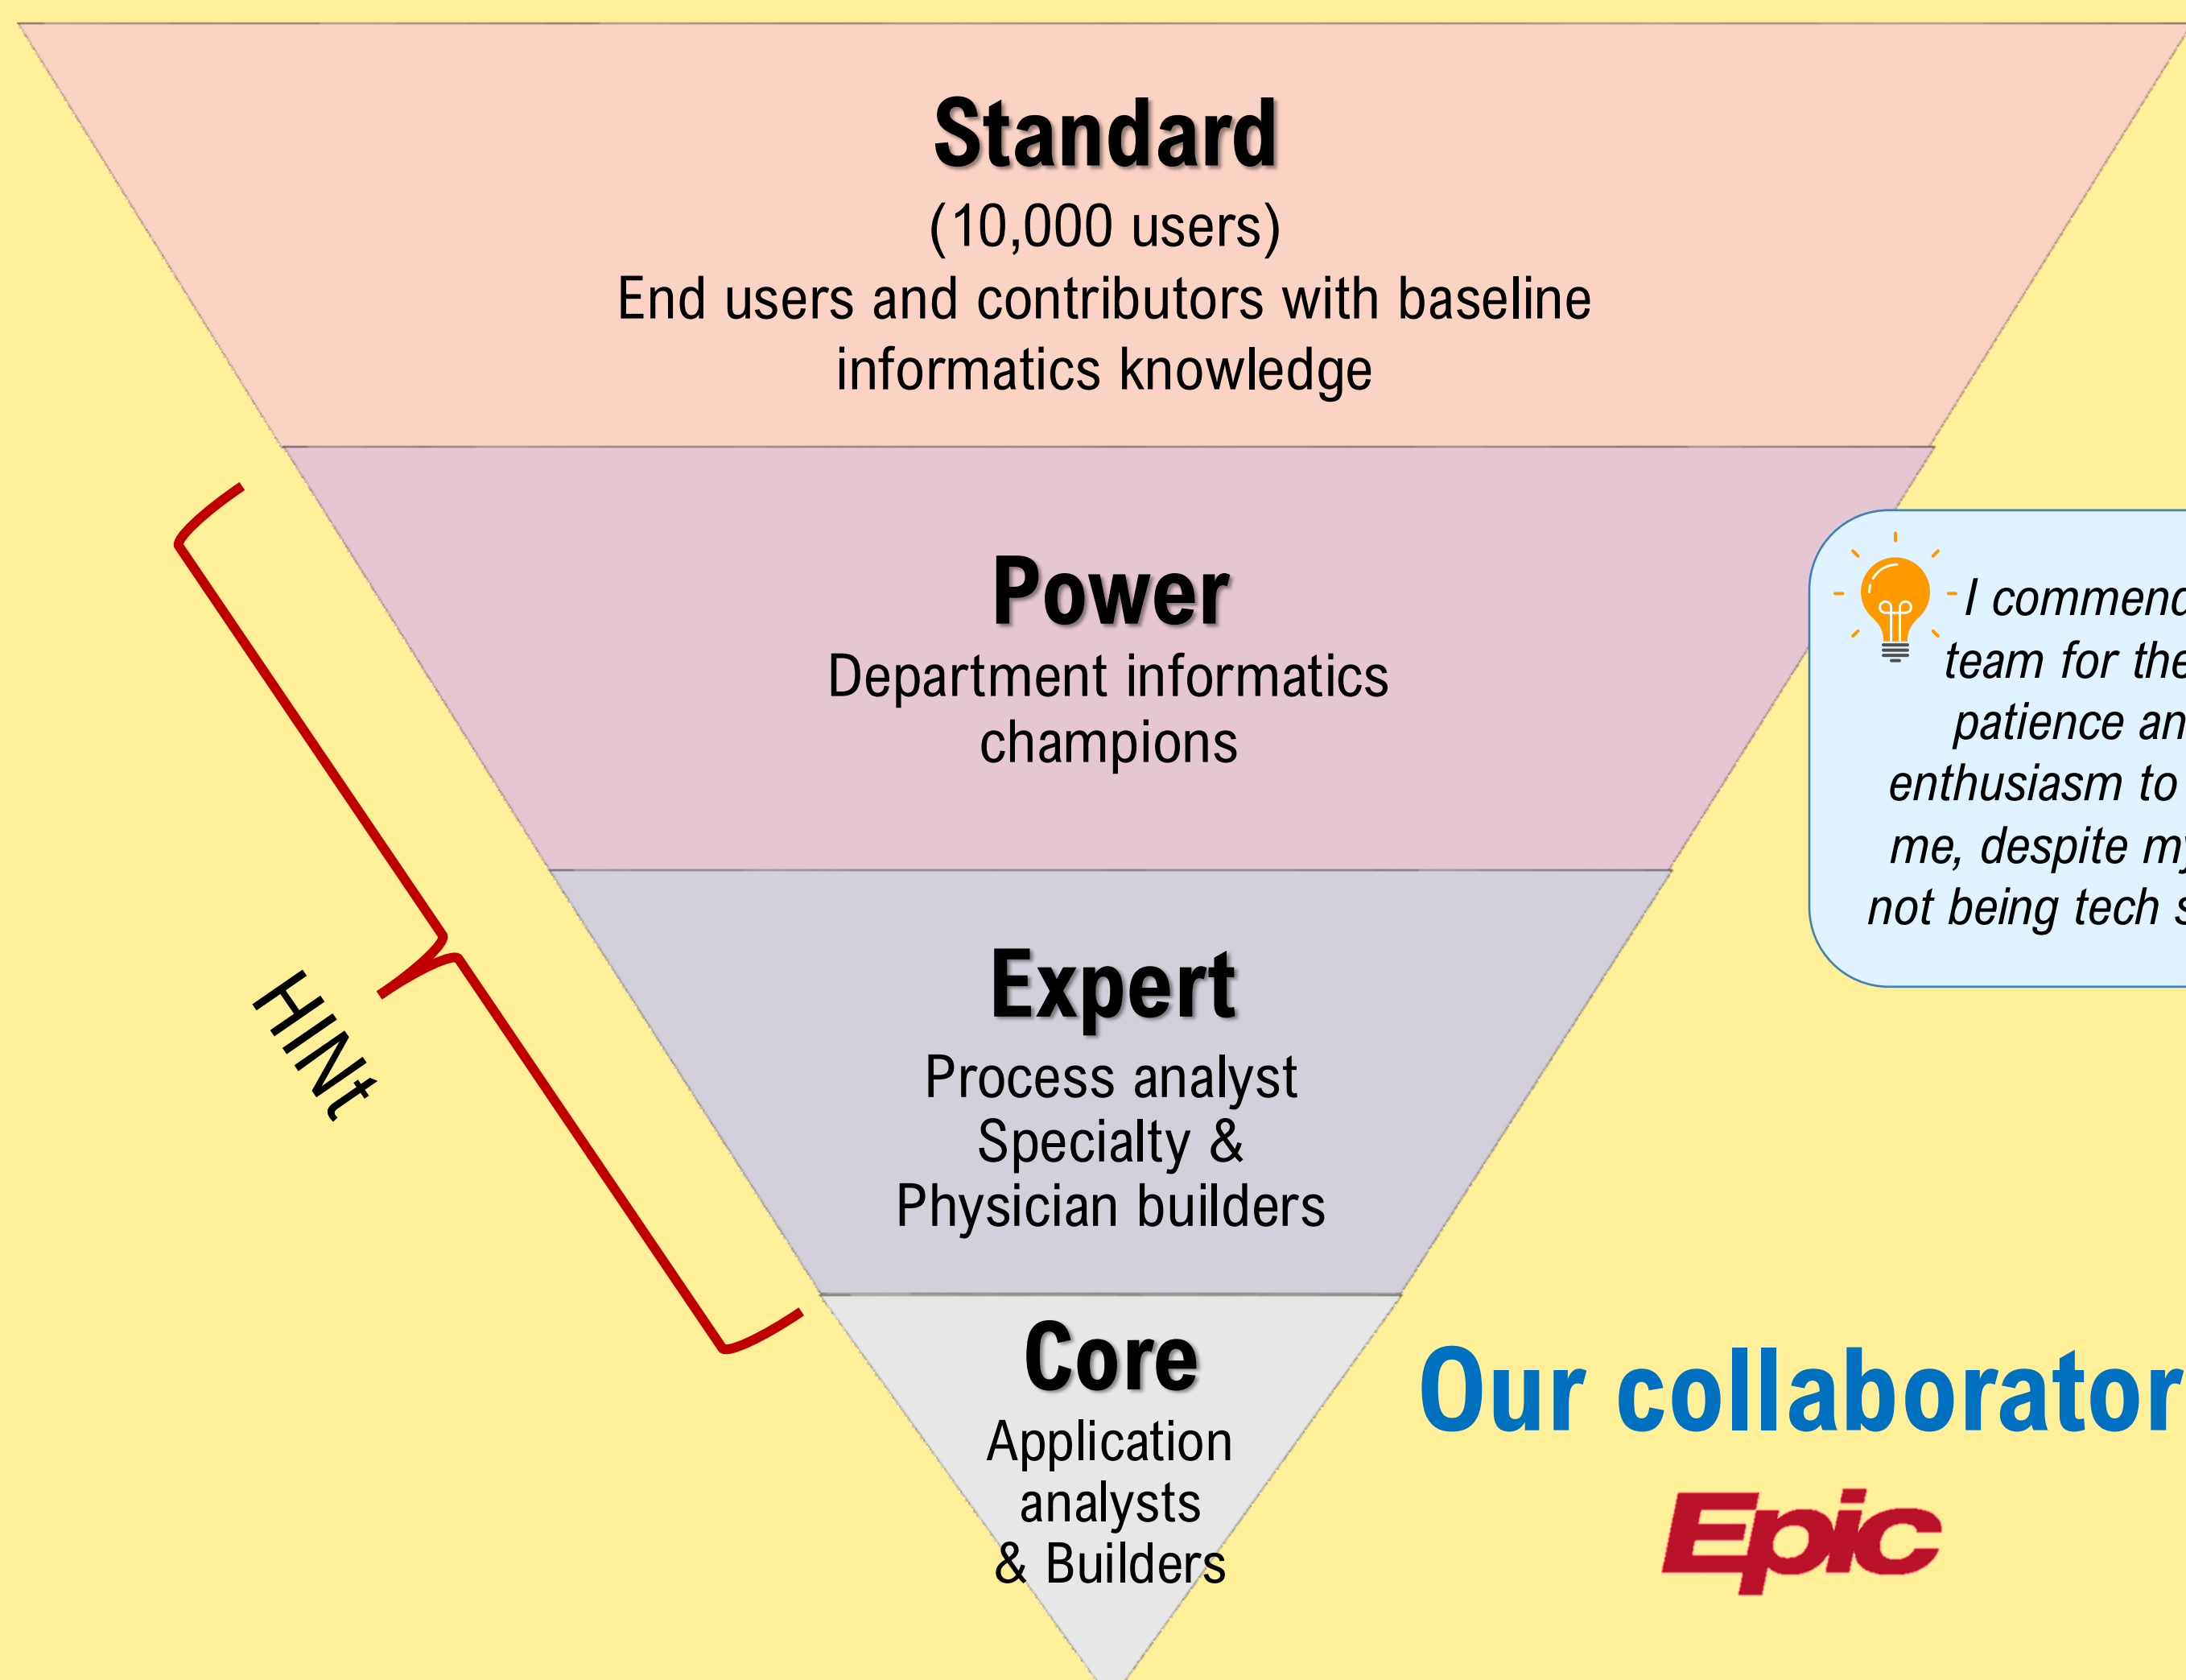 Standard
(10,000 users)
End users and contributors with baseline
informatics knowledge
Power
Department informatics
champions
I commend
team for the
patience an
enthusiasm to
me, despite my
not being tech s
Expert
Process analyst
Specialty &
Physician builders
HINt
Core
Application
analysts
& Builders
Our collaborator
Epic